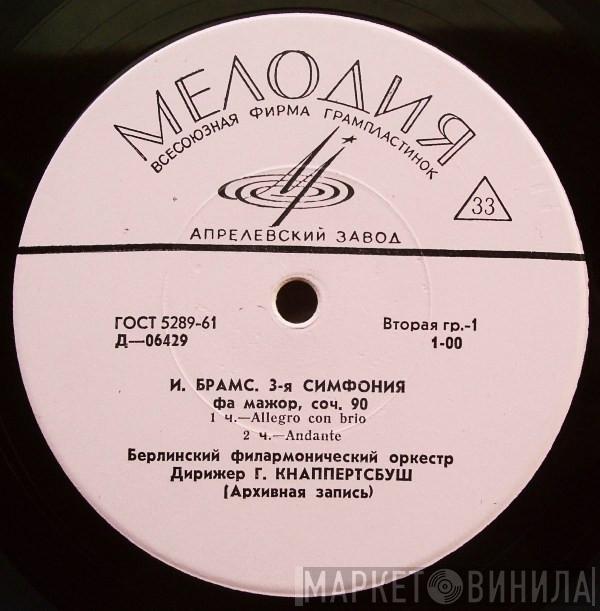 МЕЛОДИЯ
ВСЕСОЮЗНАЯ ФИРМА ГРАМПЛАСТИНОК
33
АПРЕЛЕВСКИЙ ЗАВОД
ГОСТ 5289-61
Вторая гр.-1
Д—06429
1-00
И. БРАМС. 3-я СИМФОНИЯ
фа мажор, соч. 90
1 ч.—Allegro con brio
2 ч.—Andante
Берлинский филармонический оркестр
Дирижер Г. КНАППЕРТСБУШ
(Архивная запись)
МАРКЕТ ВИНИЛА